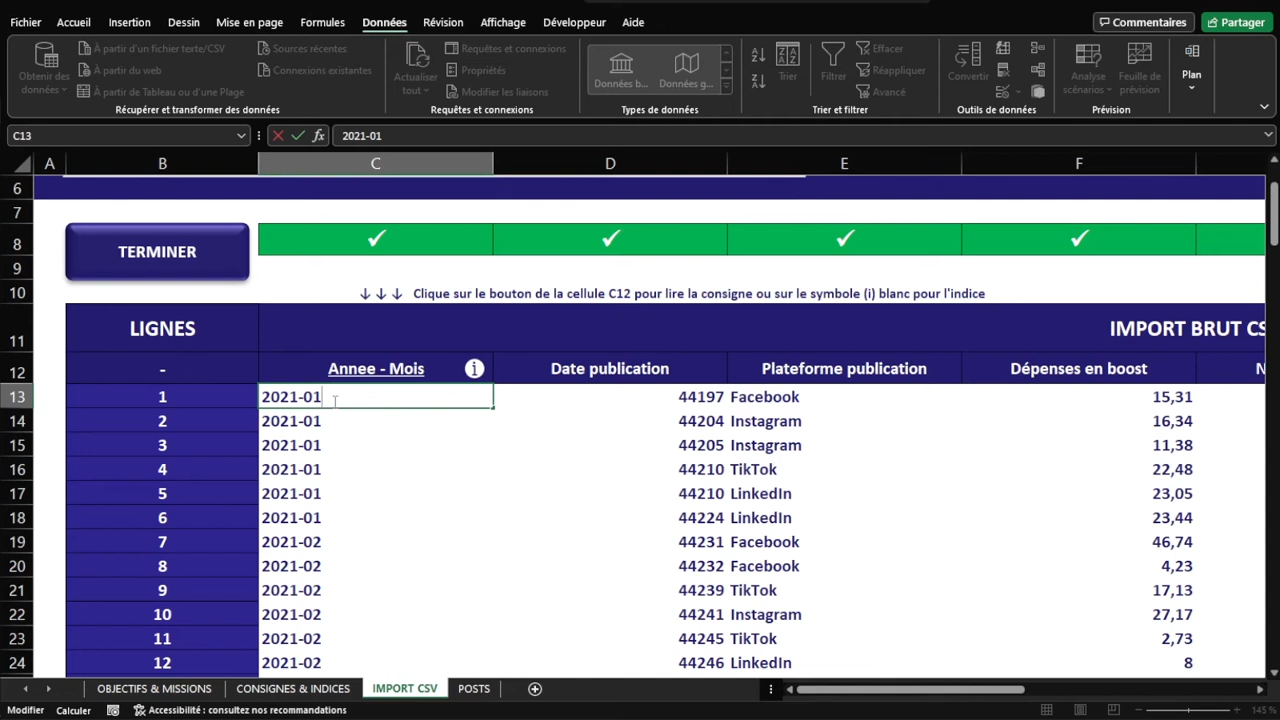 Fichier Accueil Insertion Dessin Mise en page Formules Données Révision Affichage Développeur Aide Commentaires Partager
Obtenir des données
À partir d'un fichier texte/CSV
À partir du web
À partir de Tableau ou d'une Plage
Sources récentes
Connexions existantes
Récupérer et transformer des données
Actualiser tout
Requêtes et connexions
Propriétés
Modifier les liaisons
Requêtes et connexions
Données b... Données g...
Types de données
Trier
Filtrer
Effacer
Réappliquer
Avancé
Trier et filtrer
Convertir
Outils de données
Analyse scénarios
Feuille de prévision
Prévision
Plan
C13 fx 2021-01
A B C D E F
6
7
8 TERMINER ✓ ✓ ✓ ✓
9
10 ↓ ↓ ↓ Clique sur le bouton de la cellule C12 pour lire la consigne ou sur le symbole (i) blanc pour l'indice
11 LIGNES IMPORT BRUT CS
12 - Annee - Mois i Date publication Plateforme publication Dépenses en boost N
13 1 2021-01 44197 Facebook 15,31
14 2 2021-01 44204 Instagram 16,34
15 3 2021-01 44205 Instagram 11,38
16 4 2021-01 44210 TikTok 22,48
17 5 2021-01 44210 LinkedIn 23,05
18 6 2021-01 44224 LinkedIn 23,44
19 7 2021-02 44231 Facebook 46,74
20 8 2021-02 44232 Facebook 4,23
21 9 2021-02 44239 TikTok 17,13
22 10 2021-02 44241 Instagram 27,17
23 11 2021-02 44245 TikTok 2,73
24 12 2021-02 44246 LinkedIn 8
OBJECTIFS & MISSIONS CONSIGNES & INDICES IMPORT CSV POSTS
Modifier Calculer Accessibilité : consultez nos recommandations 145 %